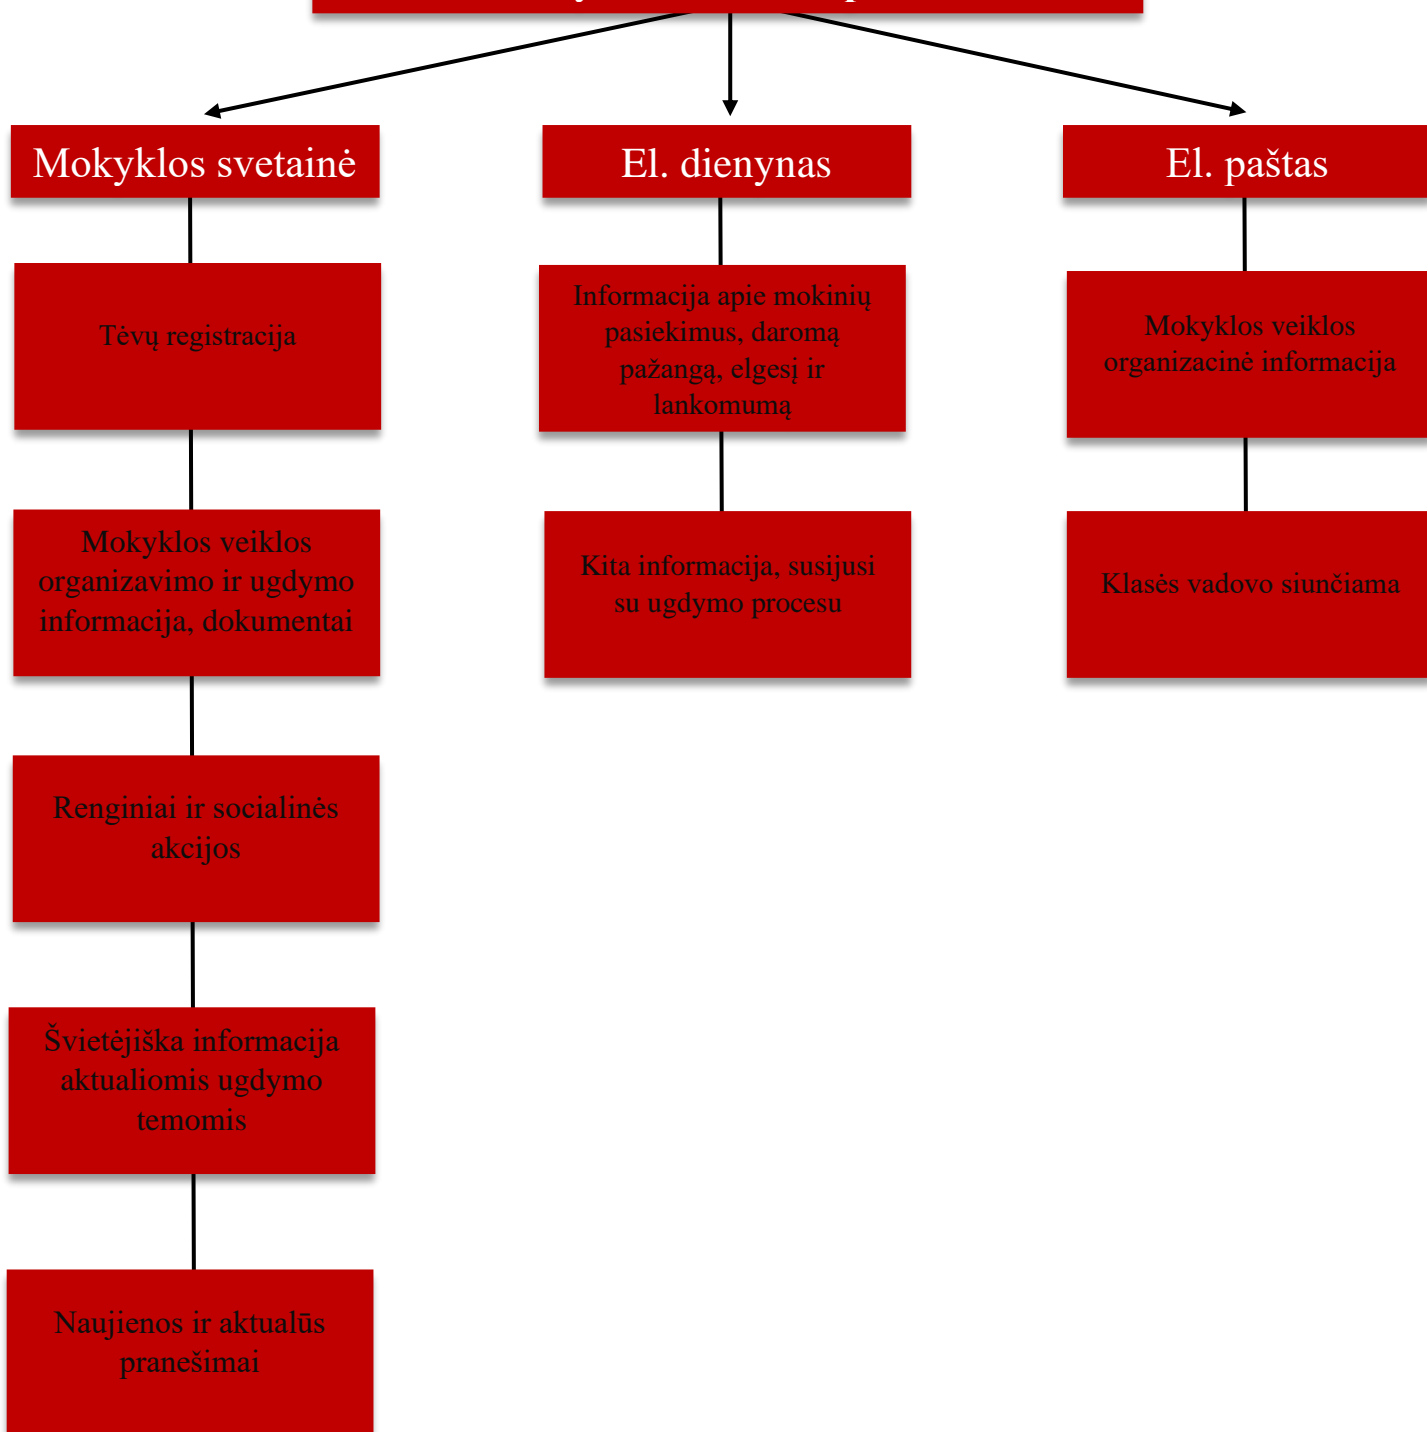 Mokyklos svetainė
Tėvų registracija
Mokyklos veiklos
organizavimo ir ugdymo
informacija, dokumentai
Renginiai ir socialinės
akcijos
Švietėjiška informacija
aktualiomis ugdymo
temomis
Naujienos ir aktualūs
pranešimai
El. dienynas
Informacija apie mokinių
pasiekimus, daromą
pažangą, elgesį ir
lankomumą
Kita informacija, susijusi
su ugdymo procesu
El. paštas
Mokyklos veiklos
organizacinė informacija
Klasės vadovo siunčiama